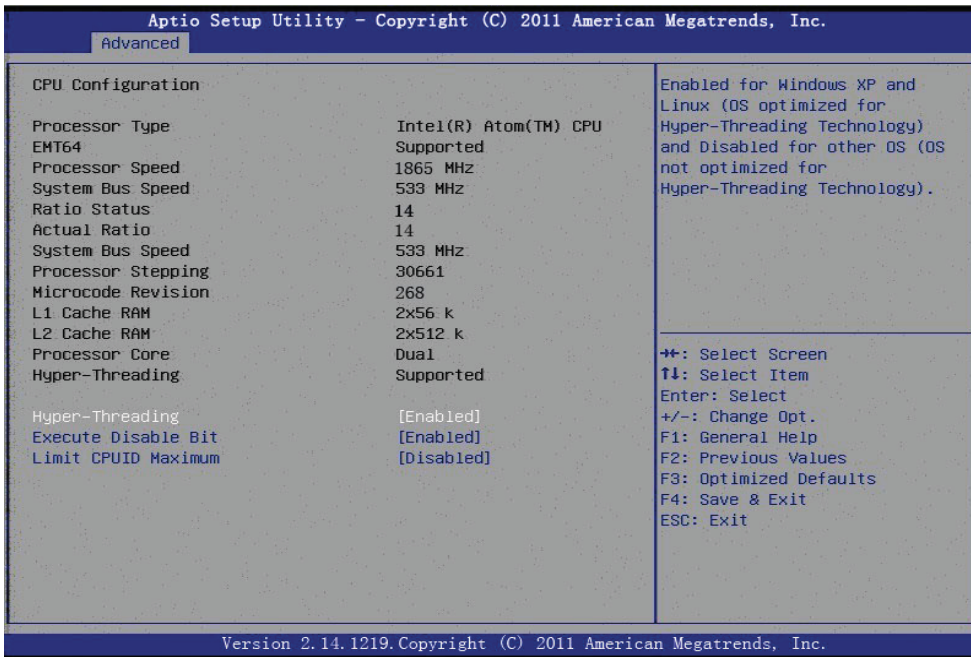 Aptio Setup Utility - Copyright (C) 2011 American Megatrends, Inc.
Advanced
CPU Configuration
Processor Type Intel(R) Atom(TM) CPU
EMT64 Supported
Processor Speed 1865 MHz
System Bus Speed 533 MHz
Ratio Status 14
Actual Ratio 14
System Bus Speed 533 MHz
Processor Stepping 30661
Microcode Revision 268
L1 Cache RAM 2x56 k
L2 Cache RAM 2x512 k
Processor Core Dual
Hyper-Threading Supported
Hyper-Threading [Enabled]
Execute Disable Bit [Enabled]
Limit CPUID Maximum [Disabled]
Enabled for Windows XP and
Linux (OS optimized for
Hyper-Threading Technology)
and Disabled for other OS (OS
not optimized for
Hyper-Threading Technology).
→←: Select Screen
↑↓: Select Item
Enter: Select
+/-: Change Opt.
F1: General Help
F2: Previous Values
F3: Optimized Defaults
F4: Save & Exit
ESC: Exit
Version 2.14.1219.Copyright (C) 2011 American Megatrends, Inc.